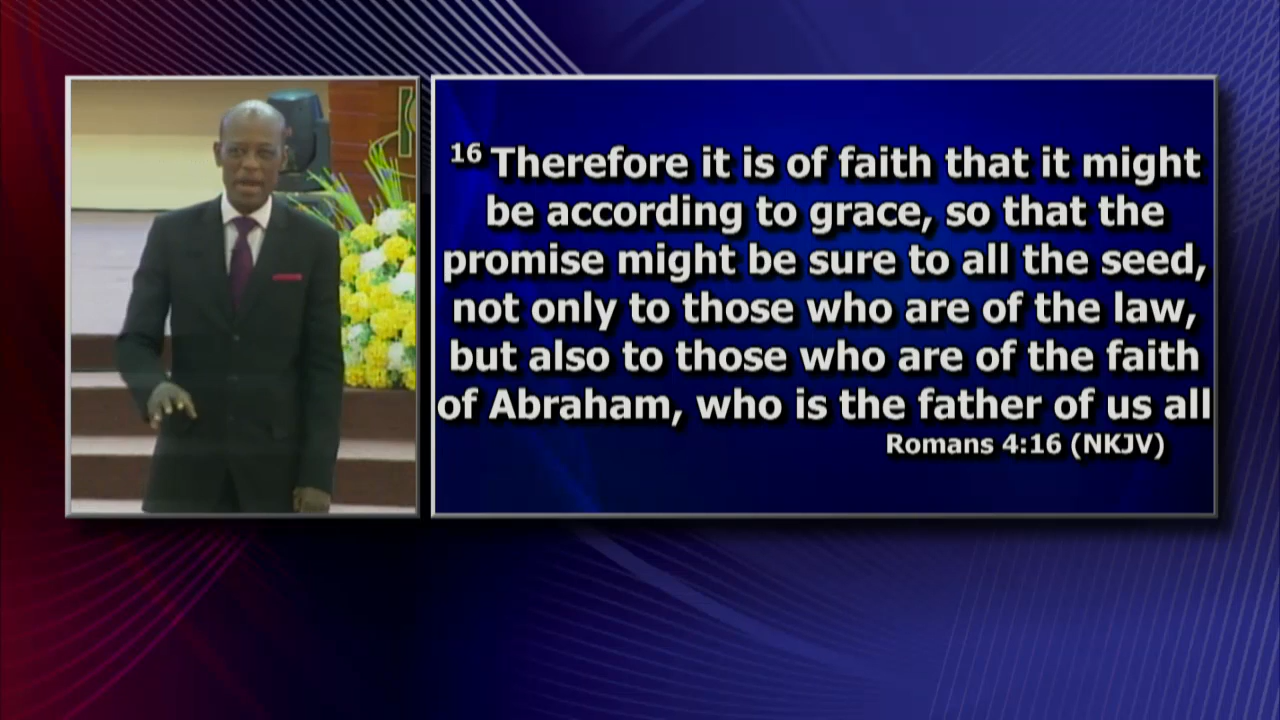 16 Therefore it is of faith that it might
be according to grace, so that the
promise might be sure to all the seed,
not only to those who are of the law,
but also to those who are of the faith
of Abraham, who is the father of us all
Romans 4:16 (NKJV)